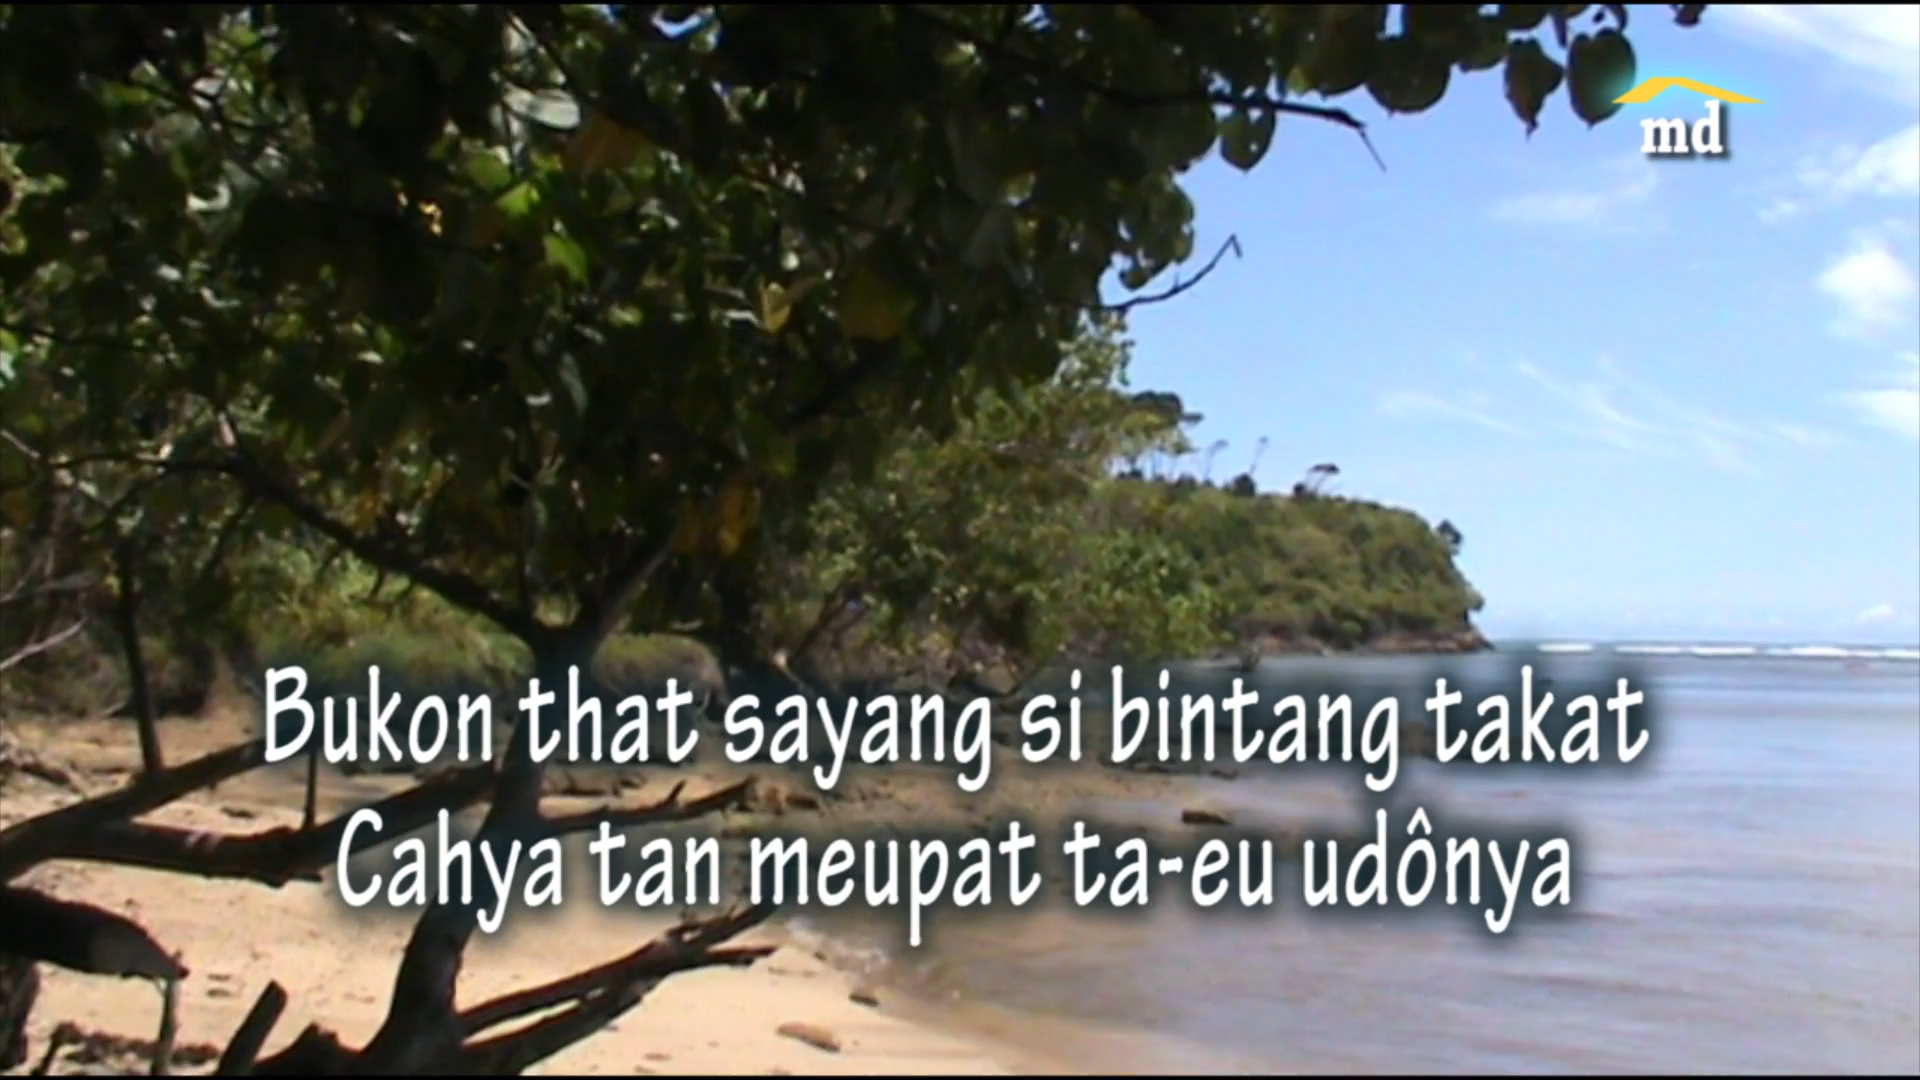 md
Bukon that sayang si bintang takat
Cahya tan meupat ta-eu udônya